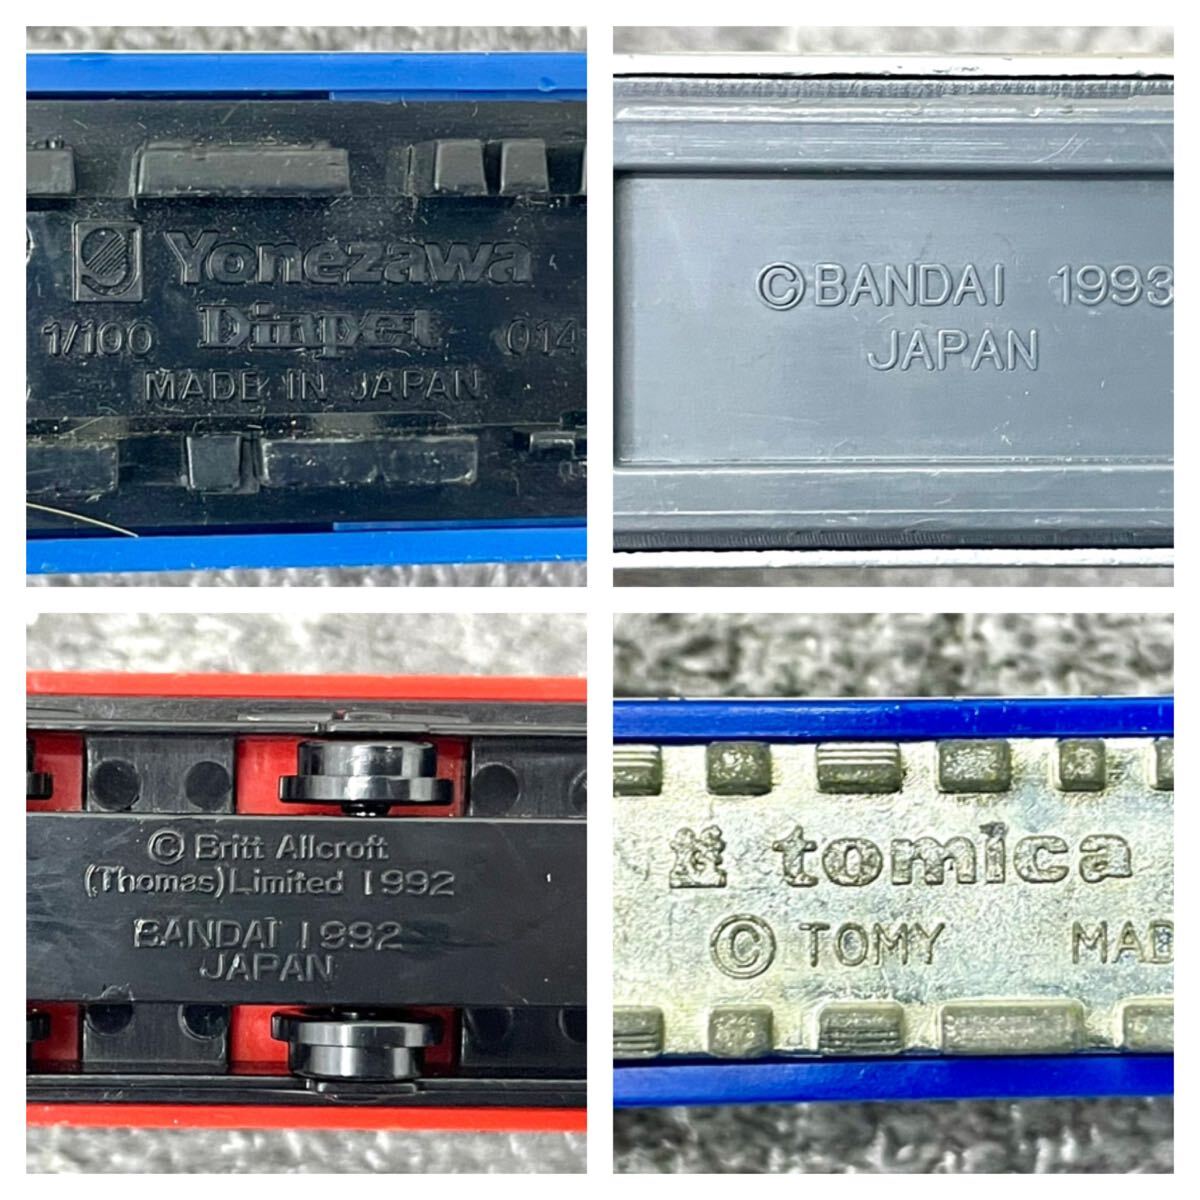 Yonezawa
Dinpet
1/100 014
MADE IN JAPAN
©BANDAI 1993
JAPAN
© Britt Allcroft
(Thomas) Limited 1992
BANDAI 1992
JAPAN
tomica
© TOMY MAD